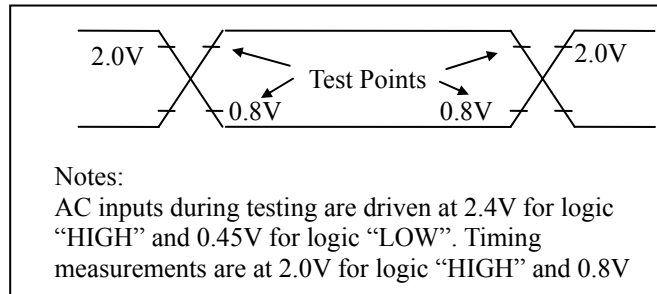 2.0V 2.0V
Test Points
0.8V 0.8V
Notes:
AC inputs during testing are driven at 2.4V for logic
“HIGH” and 0.45V for logic “LOW”. Timing
measurements are at 2.0V for logic “HIGH” and 0.8V